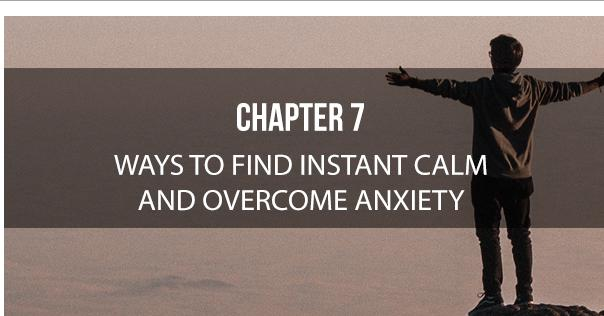 CHAPTER 7
WAYS TO FIND INSTANT CALM
AND OVERCOME ANXIETY